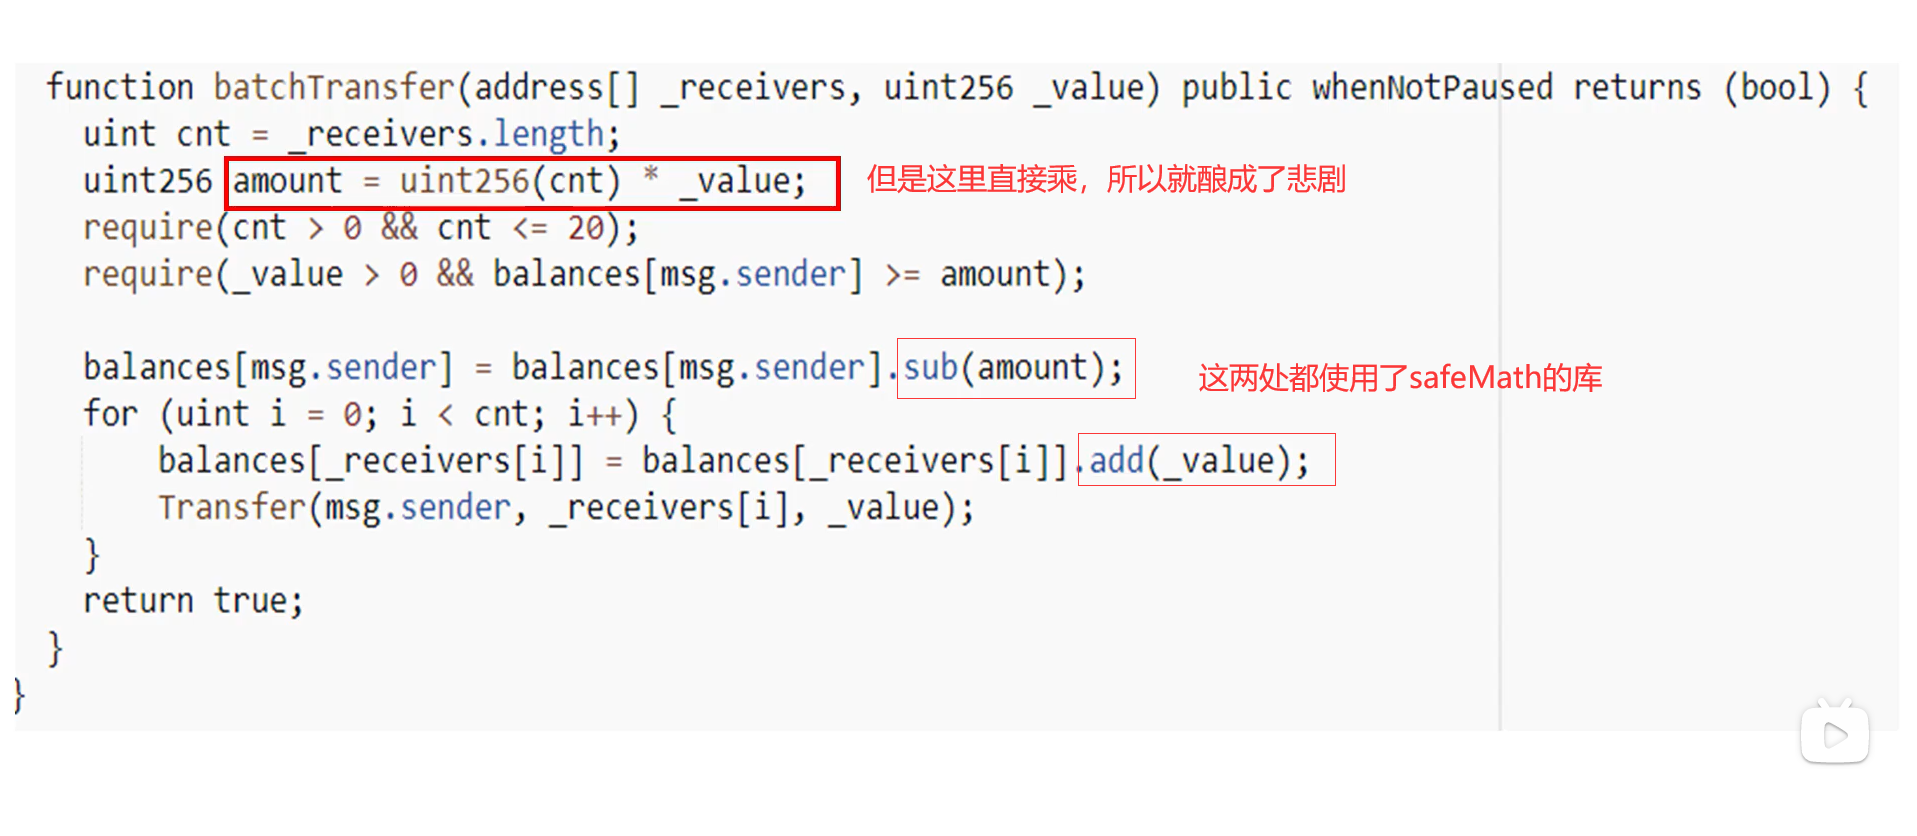 function batchTransfer(address[] _receivers, uint256 _value) public whenNotPaused returns (bool) {
uint cnt = _receivers.length;
uint256 amount = uint256(cnt) * _value; 但是这里直接乘，所以就酿成了悲剧
require(cnt > 0 && cnt <= 20);
require(_value > 0 && balances[msg.sender] >= amount);
balances[msg.sender] = balances[msg.sender].sub(amount); 这两处都使用了safeMath的库
for (uint i = 0; i < cnt; i++) {
balances[_receivers[i]] = balances[_receivers[i]].add(_value);
Transfer(msg.sender, _receivers[i], _value);
}
return true;
}
}